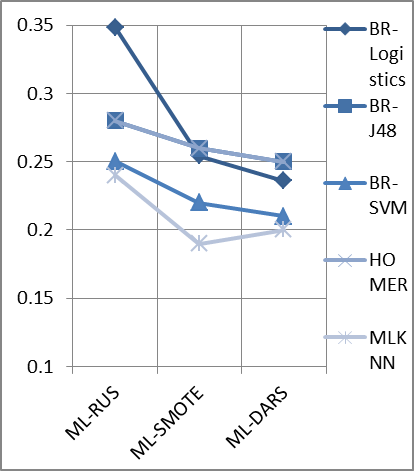 0.35
0.3
0.25
0.2
0.15
0.1
ML-RUS
ML-SMOTE
ML-DARS
BR-
Logi
stics
BR-
J48
BR-
SVM
HO
MER
MLK
NN